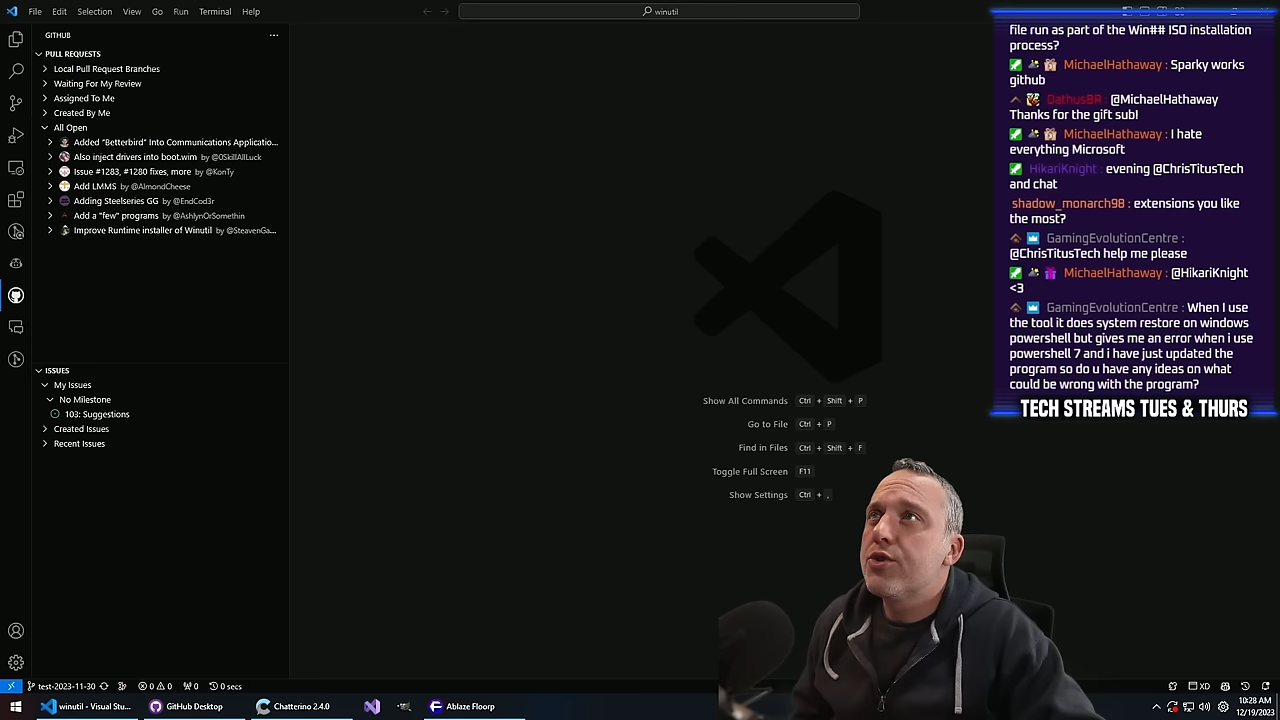 File Edit Selection View Go Run Terminal Help
winutil
GITHUB
PULL REQUESTS
Local Pull Request Branches
Waiting For My Review
Assigned To Me
Created By Me
All Open
Added "Betterbird" Into Communications Applicatio...
Also inject drivers into boot.wim by @0SkillAllLuck
Issue #1283, #1280 fixes, more by @KonTy
Add LMMS by @AlmondCheese
Adding Steelseries GG by @EndCod3r
Add a "few" programs by @AshlynOrSomethin
Improve Runtime installer of Winutil by @SteavenGa...
ISSUES
My Issues
No Milestone
103: Suggestions
Created Issues
Recent Issues
Show All Commands Ctrl + Shift + P
Go to File Ctrl + P
Find in Files Ctrl + Shift + F
Toggle Full Screen F11
Show Settings Ctrl + ,
file run as part of the Win## ISO installation
process?
MichaelHathaway : Sparky works
github
DathusBR : @MichaelHathaway
Thanks for the gift sub!
MichaelHathaway : I hate
everything Microsoft
HikariKnight : evening @ChrisTitusTech
and chat
shadow_monarch98 : extensions you like
the most?
GamingEvolutionCentre :
@ChrisTitusTech help me please
MichaelHathaway : @HikariKnight
<3
GamingEvolutionCentre : When I use
the tool it does system restore on windows
powershell but gives me an error when i use
powershell 7 and i have just updated the
program so do u have any ideas on what
could be wrong with the program?
TECH STREAMS TUES & THURS
test-2023-11-30 0 0 0 0 secs
XD
winutil - Visual Stu... GitHub Desktop Chatterino 2.4.0 Ablaze Floorp
10:28 AM
12/19/2023